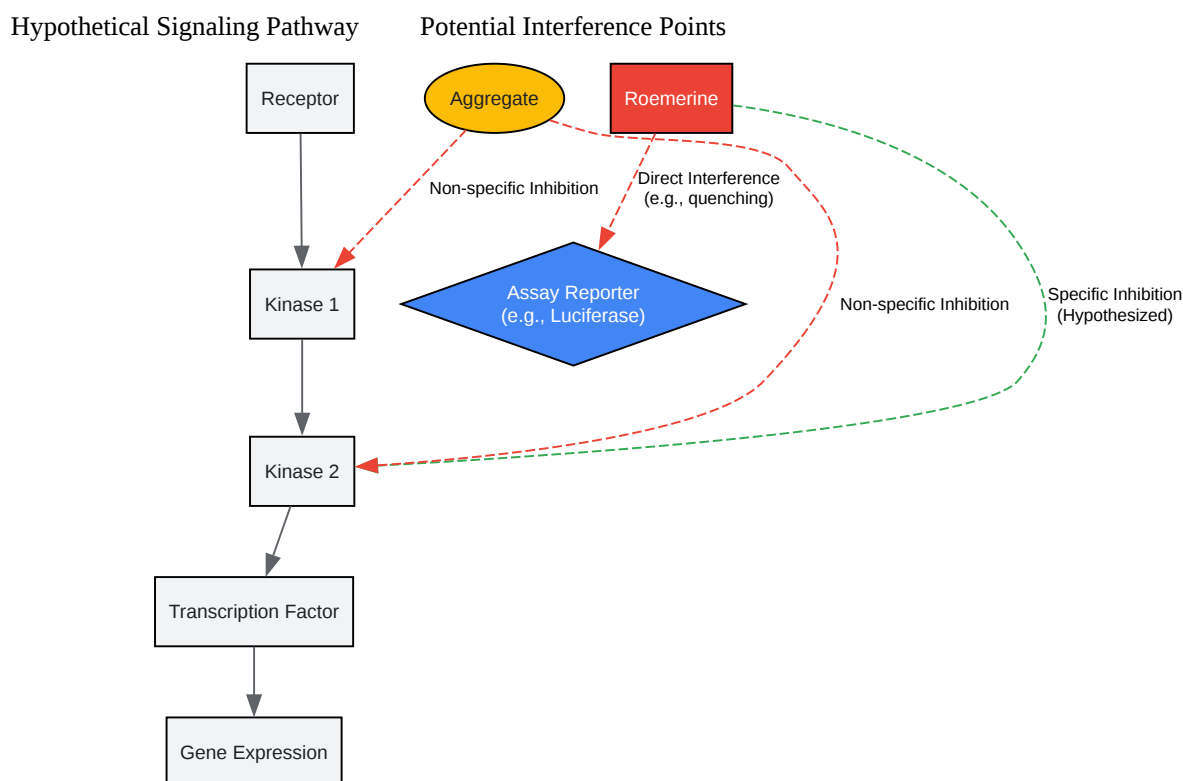 Hypothetical Signaling Pathway
Potential Interference Points
Receptor
Aggregate
Roemerine
Non-specific Inhibition
Direct Interference
(e.g., quenching)
Kinase 1
Assay Reporter
(e.g., Luciferase)
Non-specific Inhibition
Specific Inhibition
(Hypothesized)
Kinase 2
Transcription Factor
Gene Expression